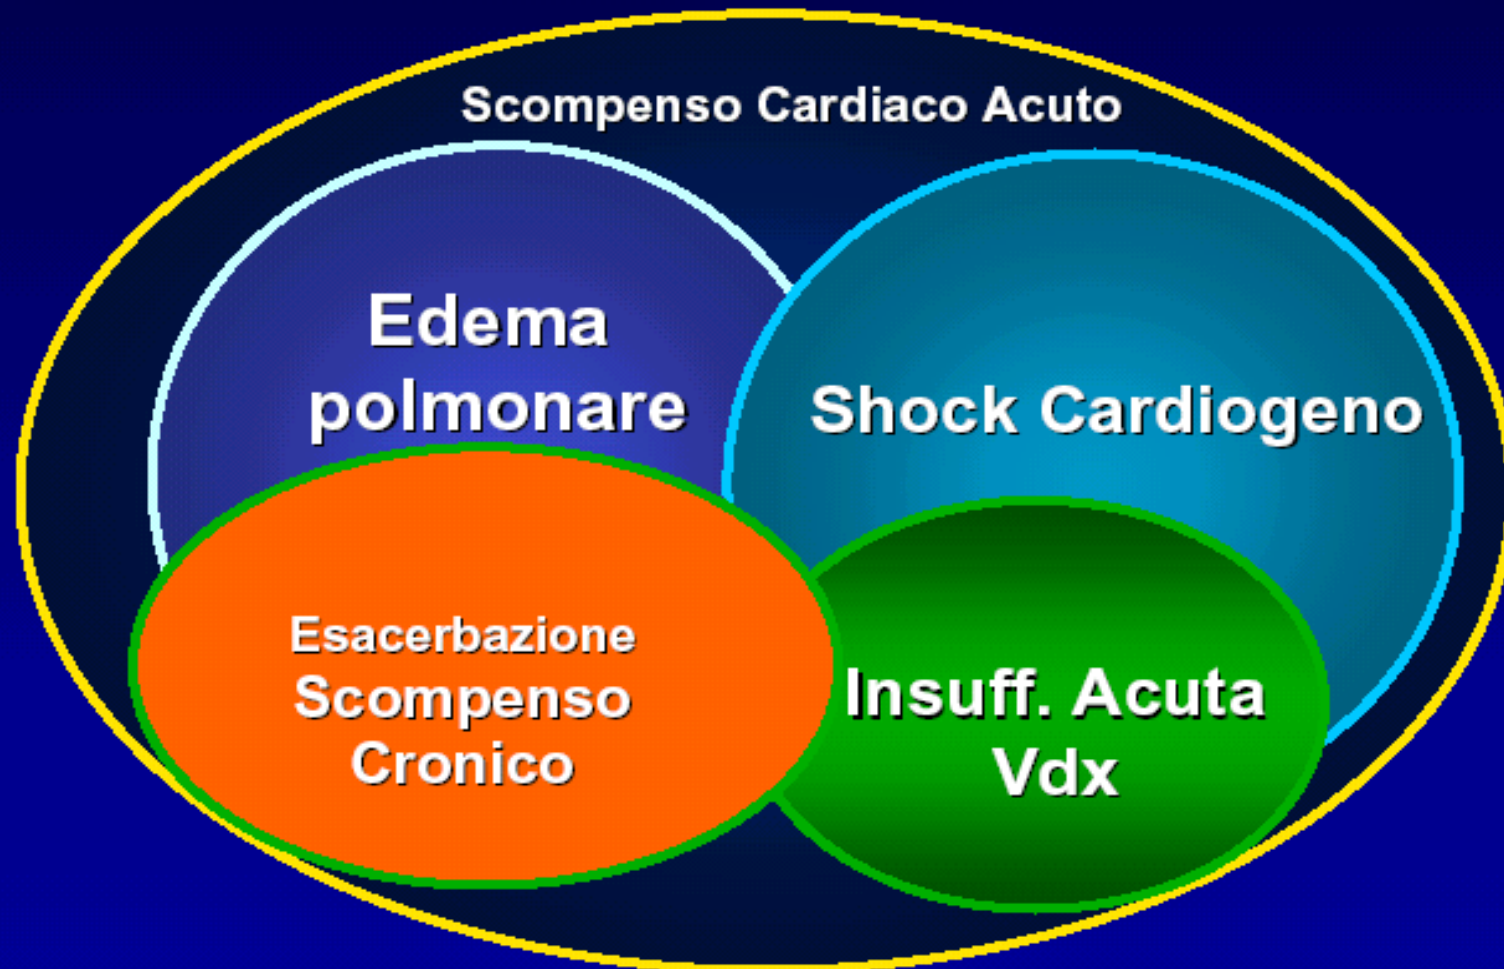 Scompenso Cardiaco Acuto
Edema
polmonare
Shock Cardiogeno
Esacerbazione
Scompenso
Cronico
Insuff. Acuta
Vdx